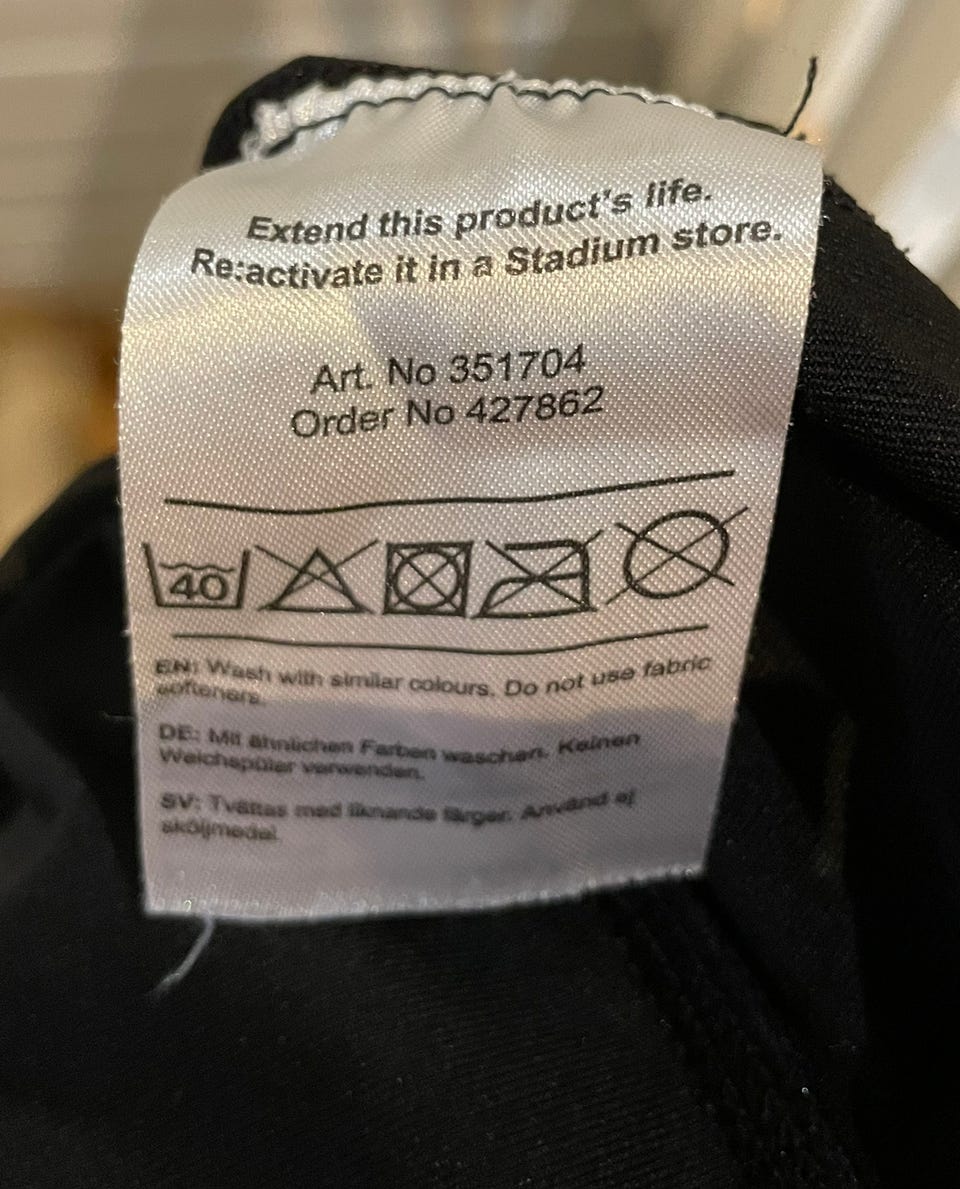 Extend this product's life.
Re:activate it in a Stadium store.
Art. No 351704
Order No 427862
40
EN: Wash with similar colours. Do not use fabric
softeners.
DE: Mit ähnlichen Farben waschen. Keinen
Weichspüler verwenden.
SV: Tvättas med liknande färger. Använd ej
sköljmedel.